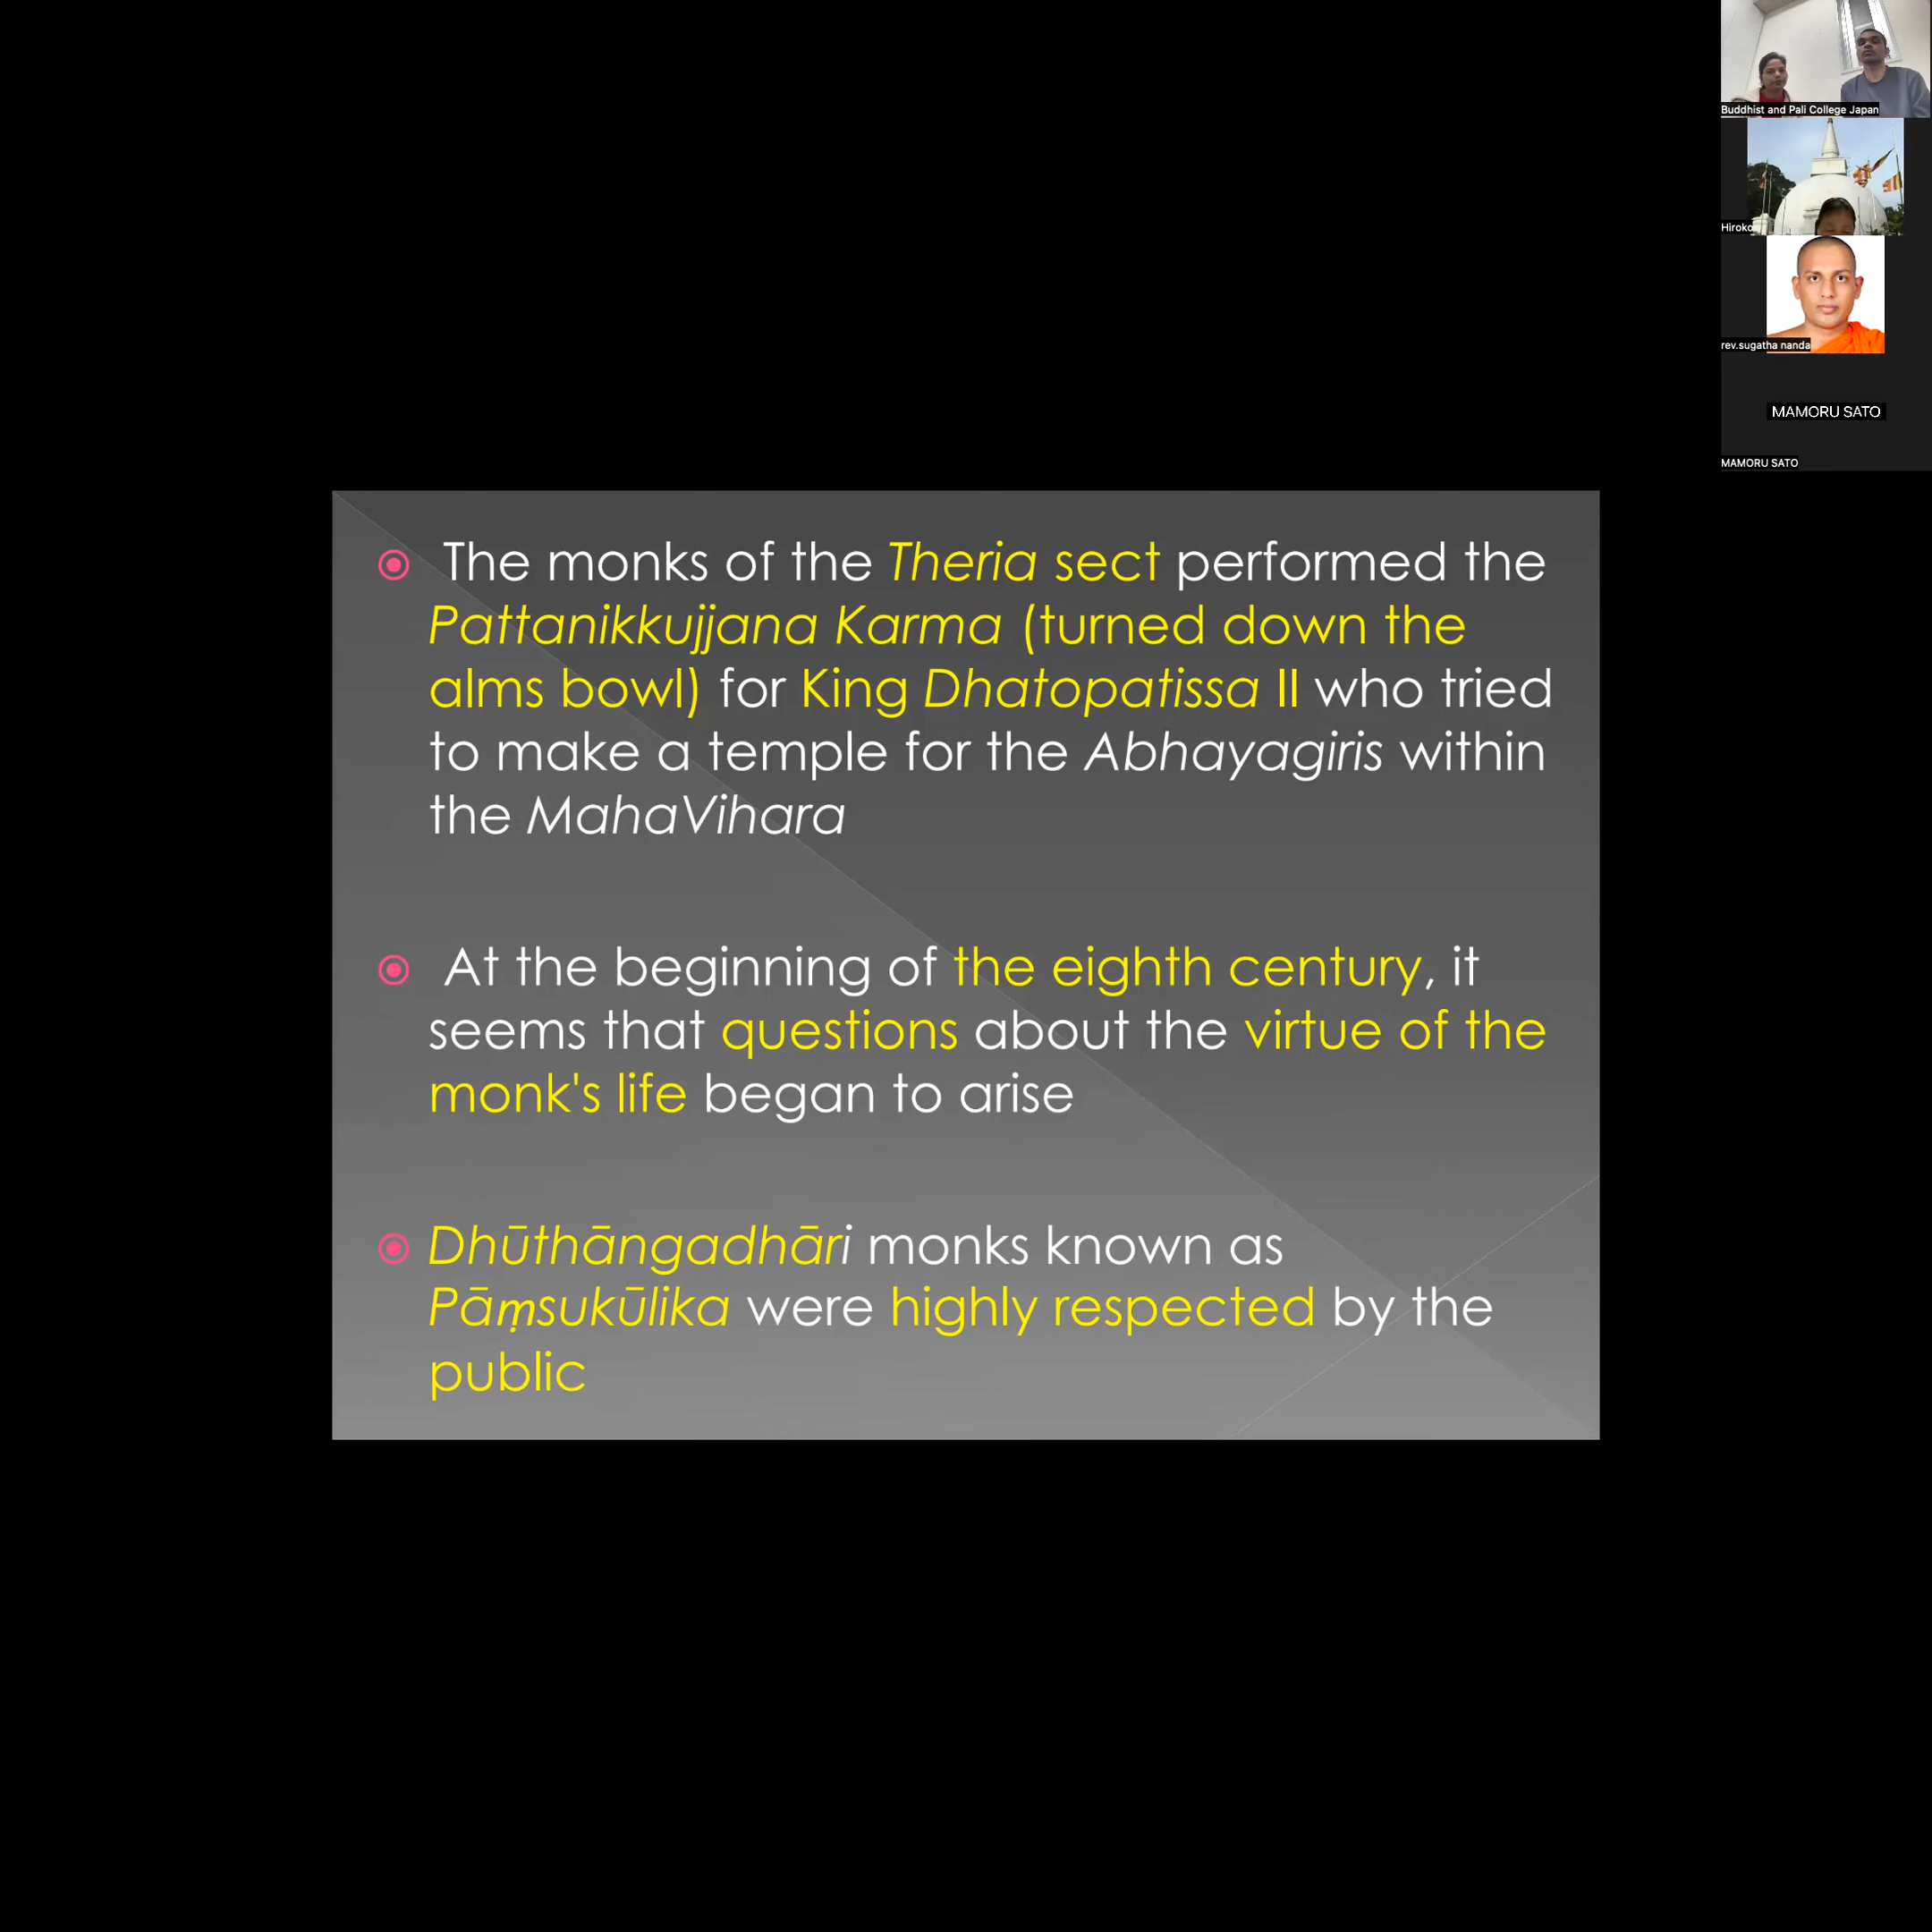 Buddhist and Pali College Japan
Hiroko
rev.sugatha nanda
MAMORU SATO
MAMORU SATO
The monks of the Theria sect performed the
Pattanikkujjana Karma (turned down the
alms bowl) for King Dhatopatissa II who tried
to make a temple for the Abhayagiris within
the MahaVihara
At the beginning of the eighth century, it
seems that questions about the virtue of the
monk's life began to arise
Dhūthāngadhāri monks known as
Pāṃsukūlika were highly respected by the
public